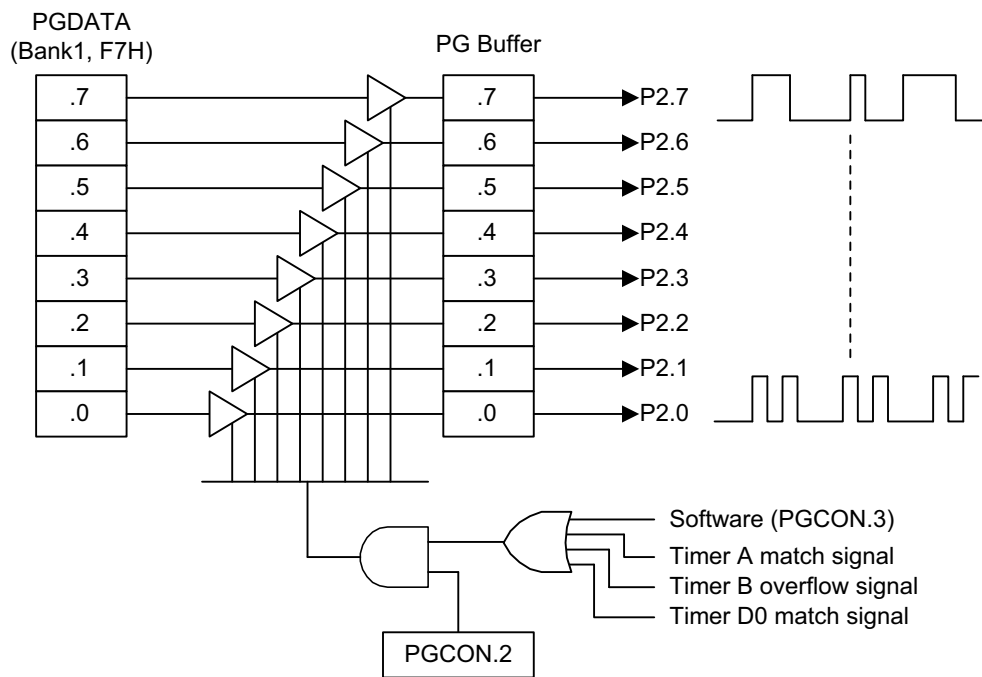 PGDATA
(Bank1, F7H)
PG Buffer
.7 .7 P2.7
.6 .6 P2.6
.5 .5 P2.5
.4 .4 P2.4
.3 .3 P2.3
.2 .2 P2.2
.1 .1 P2.1
.0 .0 P2.0
Software (PGCON.3)
Timer A match signal
Timer B overflow signal
Timer D0 match signal
PGCON.2